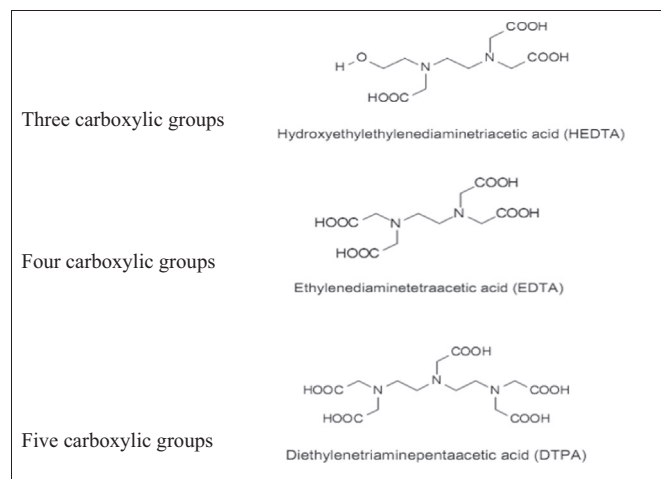 COOH
O
H
N
N
COOH
HOOC
Three carboxylic groups
Hydroxyethylethylenediaminetriacetic acid (HEDTA)
COOH
HOOC
N
N
COOH
HOOC
Four carboxylic groups
Ethylenediaminetetraacetic acid (EDTA)
COOH
HOOC
N
N
N
COOH
HOOC
COOH
Five carboxylic groups
Diethylenetriaminepentaacetic acid (DTPA)